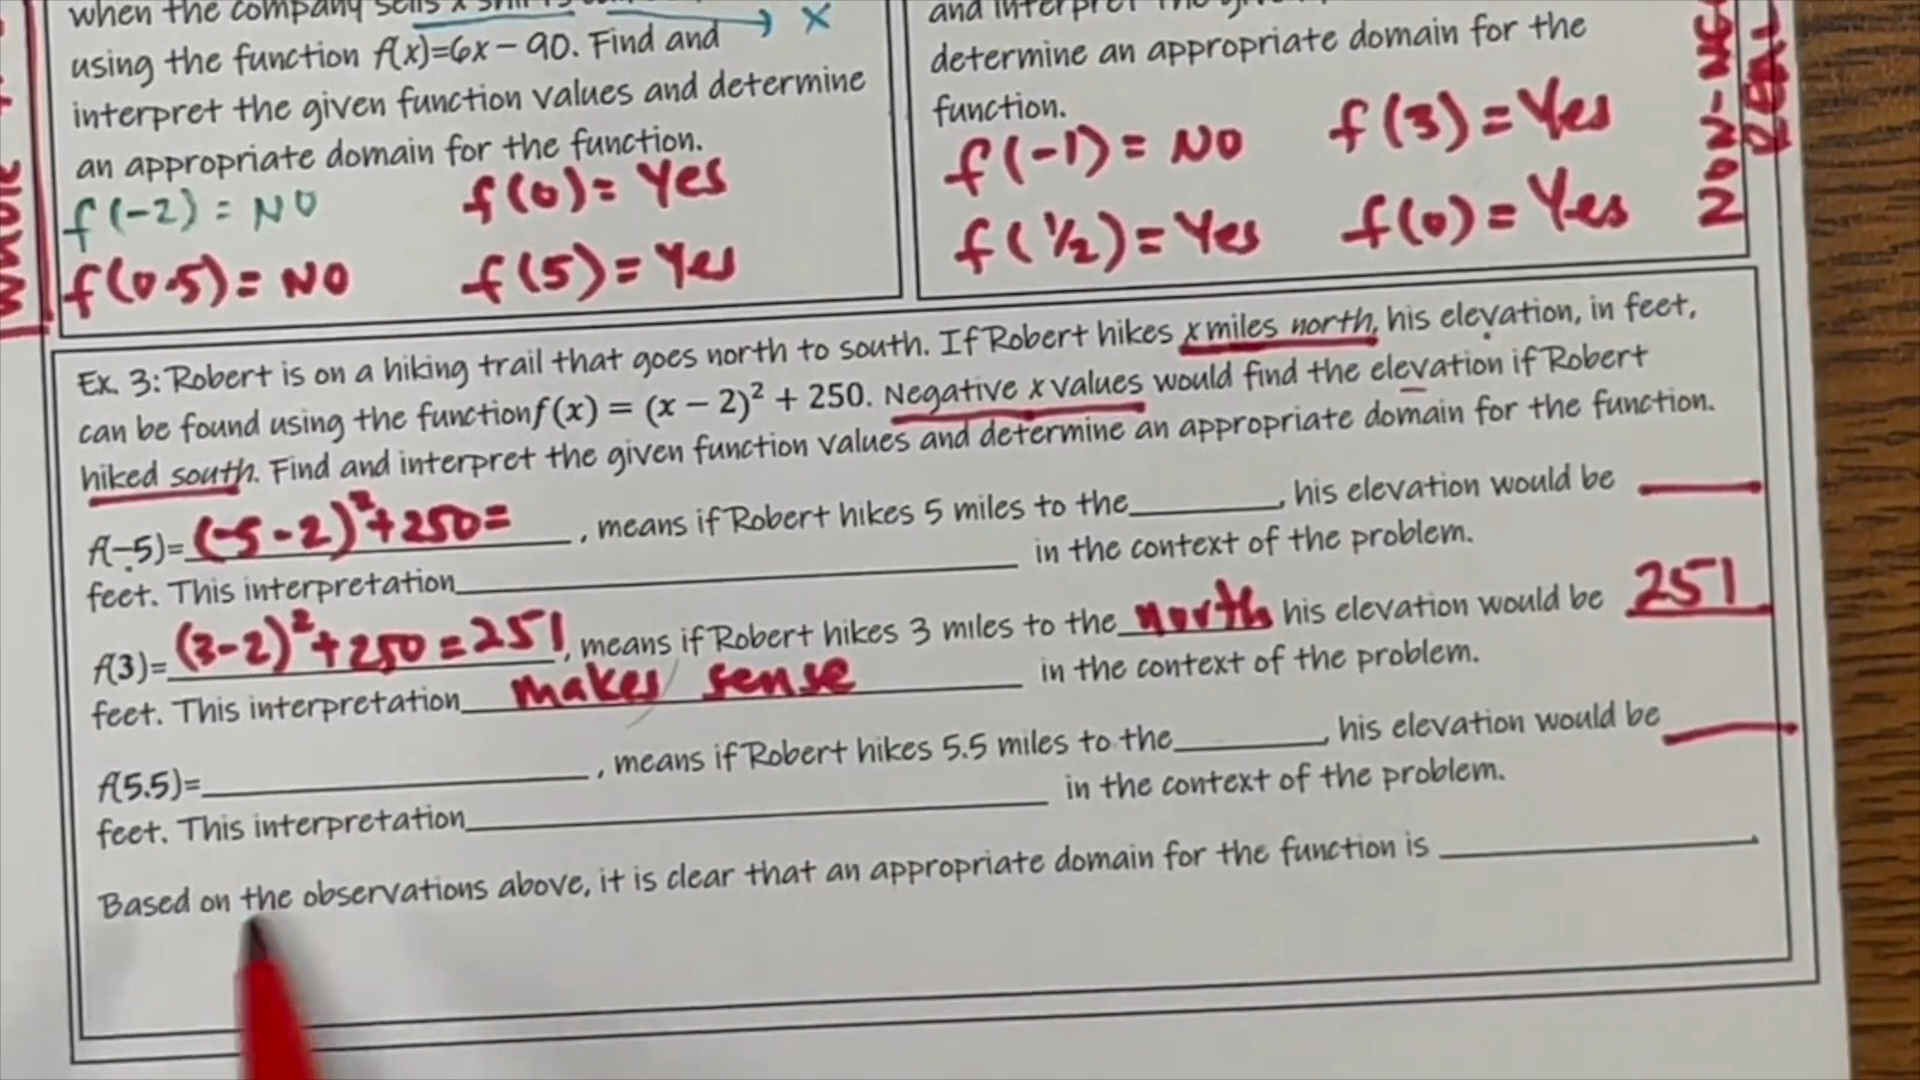 when the company sells x shirts
x
using the function f(x)=6x – 90. Find and
interpret the given function values and determine
an appropriate domain for the function.
f(-2) = NO
f(0) = Yes
f(0.5) = NO
f(5) = Yes
and interpret the
determine an appropriate domain for the
function.
f(-1) = NO
f(3) = Yes
f(1/2) = Yes
f(0) = Yes
Ex. 3: Robert is on a hiking trail that goes north to south. If Robert hikes x miles north, his elevation, in feet,
can be found using the function f(x) = (x – 2)² + 250. Negative x values would find the elevation if Robert
hiked south. Find and interpret the given function values and determine an appropriate domain for the function.
f(-5)= (-5-2)²+250= , means if Robert hikes 5 miles to the________, his elevation would be ____
feet. This interpretation____________ in the context of the problem.
f(3)= (3-2)²+250=251, means if Robert hikes 3 miles to the north his elevation would be 251
feet. This interpretation makes sense in the context of the problem.
f(5.5)=____________, means if Robert hikes 5.5 miles to the________, his elevation would be____
feet. This interpretation____________ in the context of the problem.
Based on the observations above, it is clear that an appropriate domain for the function is ____________.